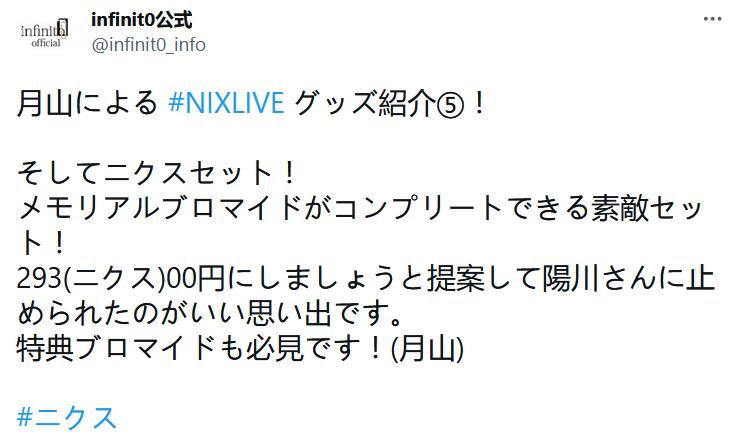 infinit0
official
infinit0公式
@infinit0_info
月山による #NIXLIVE グッズ紹介⑤！
そしてニクスセット！
メモリアルブロマイドがコンプリートできる素敵セッ
ト！
293(ニクス)00円にしましょうと提案して陽川さんに止
められたのがいい思い出です。
特典ブロマイドも必見です！(月山)
#ニクス